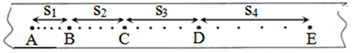 S₁ S₂ S₃ S₄
A B C D E